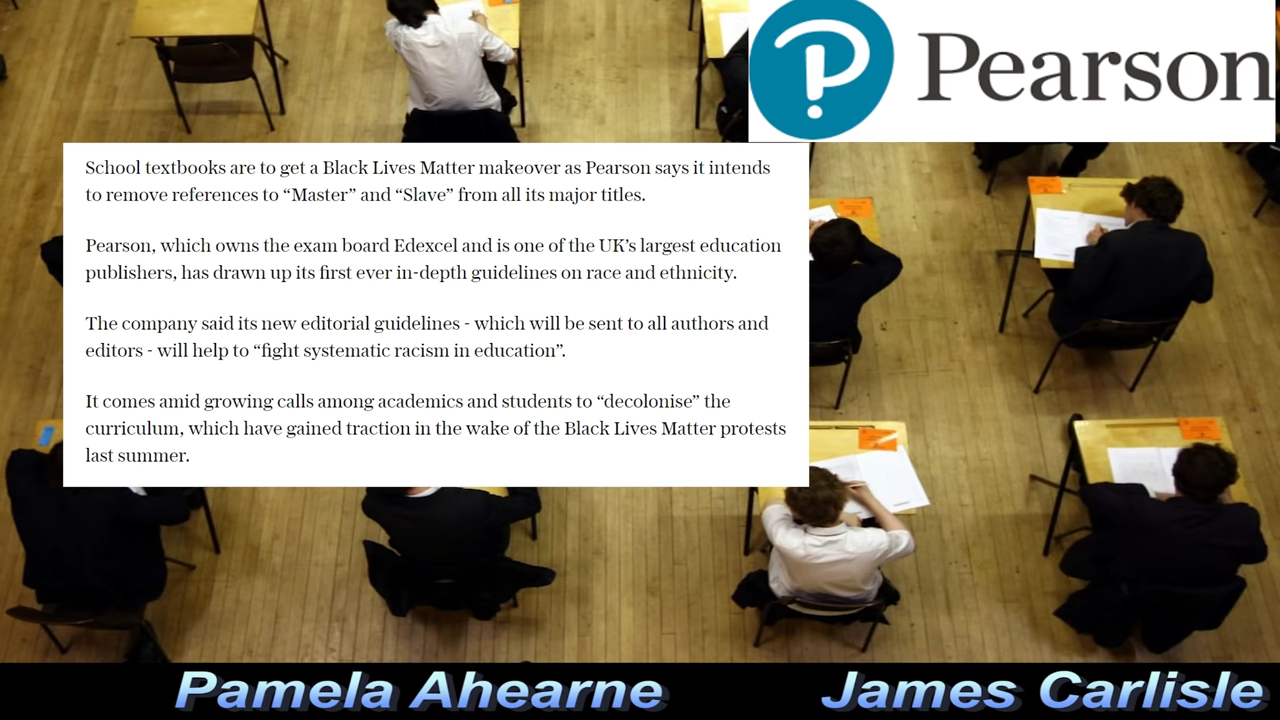 Pearson
School textbooks are to get a Black Lives Matter makeover as Pearson says it intends
to remove references to “Master” and “Slave” from all its major titles.
Pearson, which owns the exam board Edexcel and is one of the UK’s largest education
publishers, has drawn up its first ever in-depth guidelines on race and ethnicity.
The company said its new editorial guidelines - which will be sent to all authors and
editors - will help to “fight systematic racism in education”.
It comes amid growing calls among academics and students to “decolonise” the
curriculum, which have gained traction in the wake of the Black Lives Matter protests
last summer.
Pamela Ahearne James Carlisle